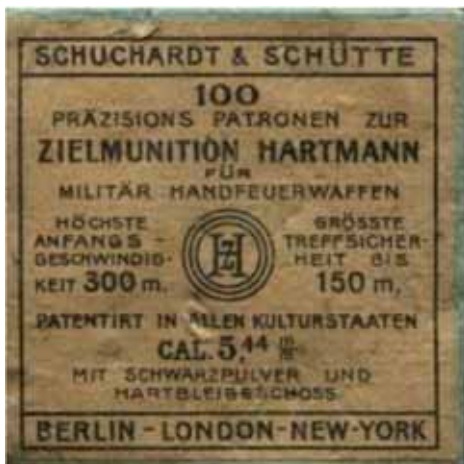 SCHUCHARDT & SCHÜTTE
100
PRÄZISIONS PATRONEN ZUR
ZIELMUNITION HARTMANN
FÜR
MILITÄR HANDFEUERWAFFEN
HÖCHSTE
ANFANGS-
GESCHWINDIG-
KEIT 300 m.
HZ
GRÖSSTE
TREFFSICHER-
HEIT BIS
150 m.
PATENTIRT IN ALLEN KULTURSTAATEN
CAL. 5,44 m/m
MIT SCHWARZPULVER UND
HARTBLEIGESCHOSS.
BERLIN-LONDON-NEW-YORK